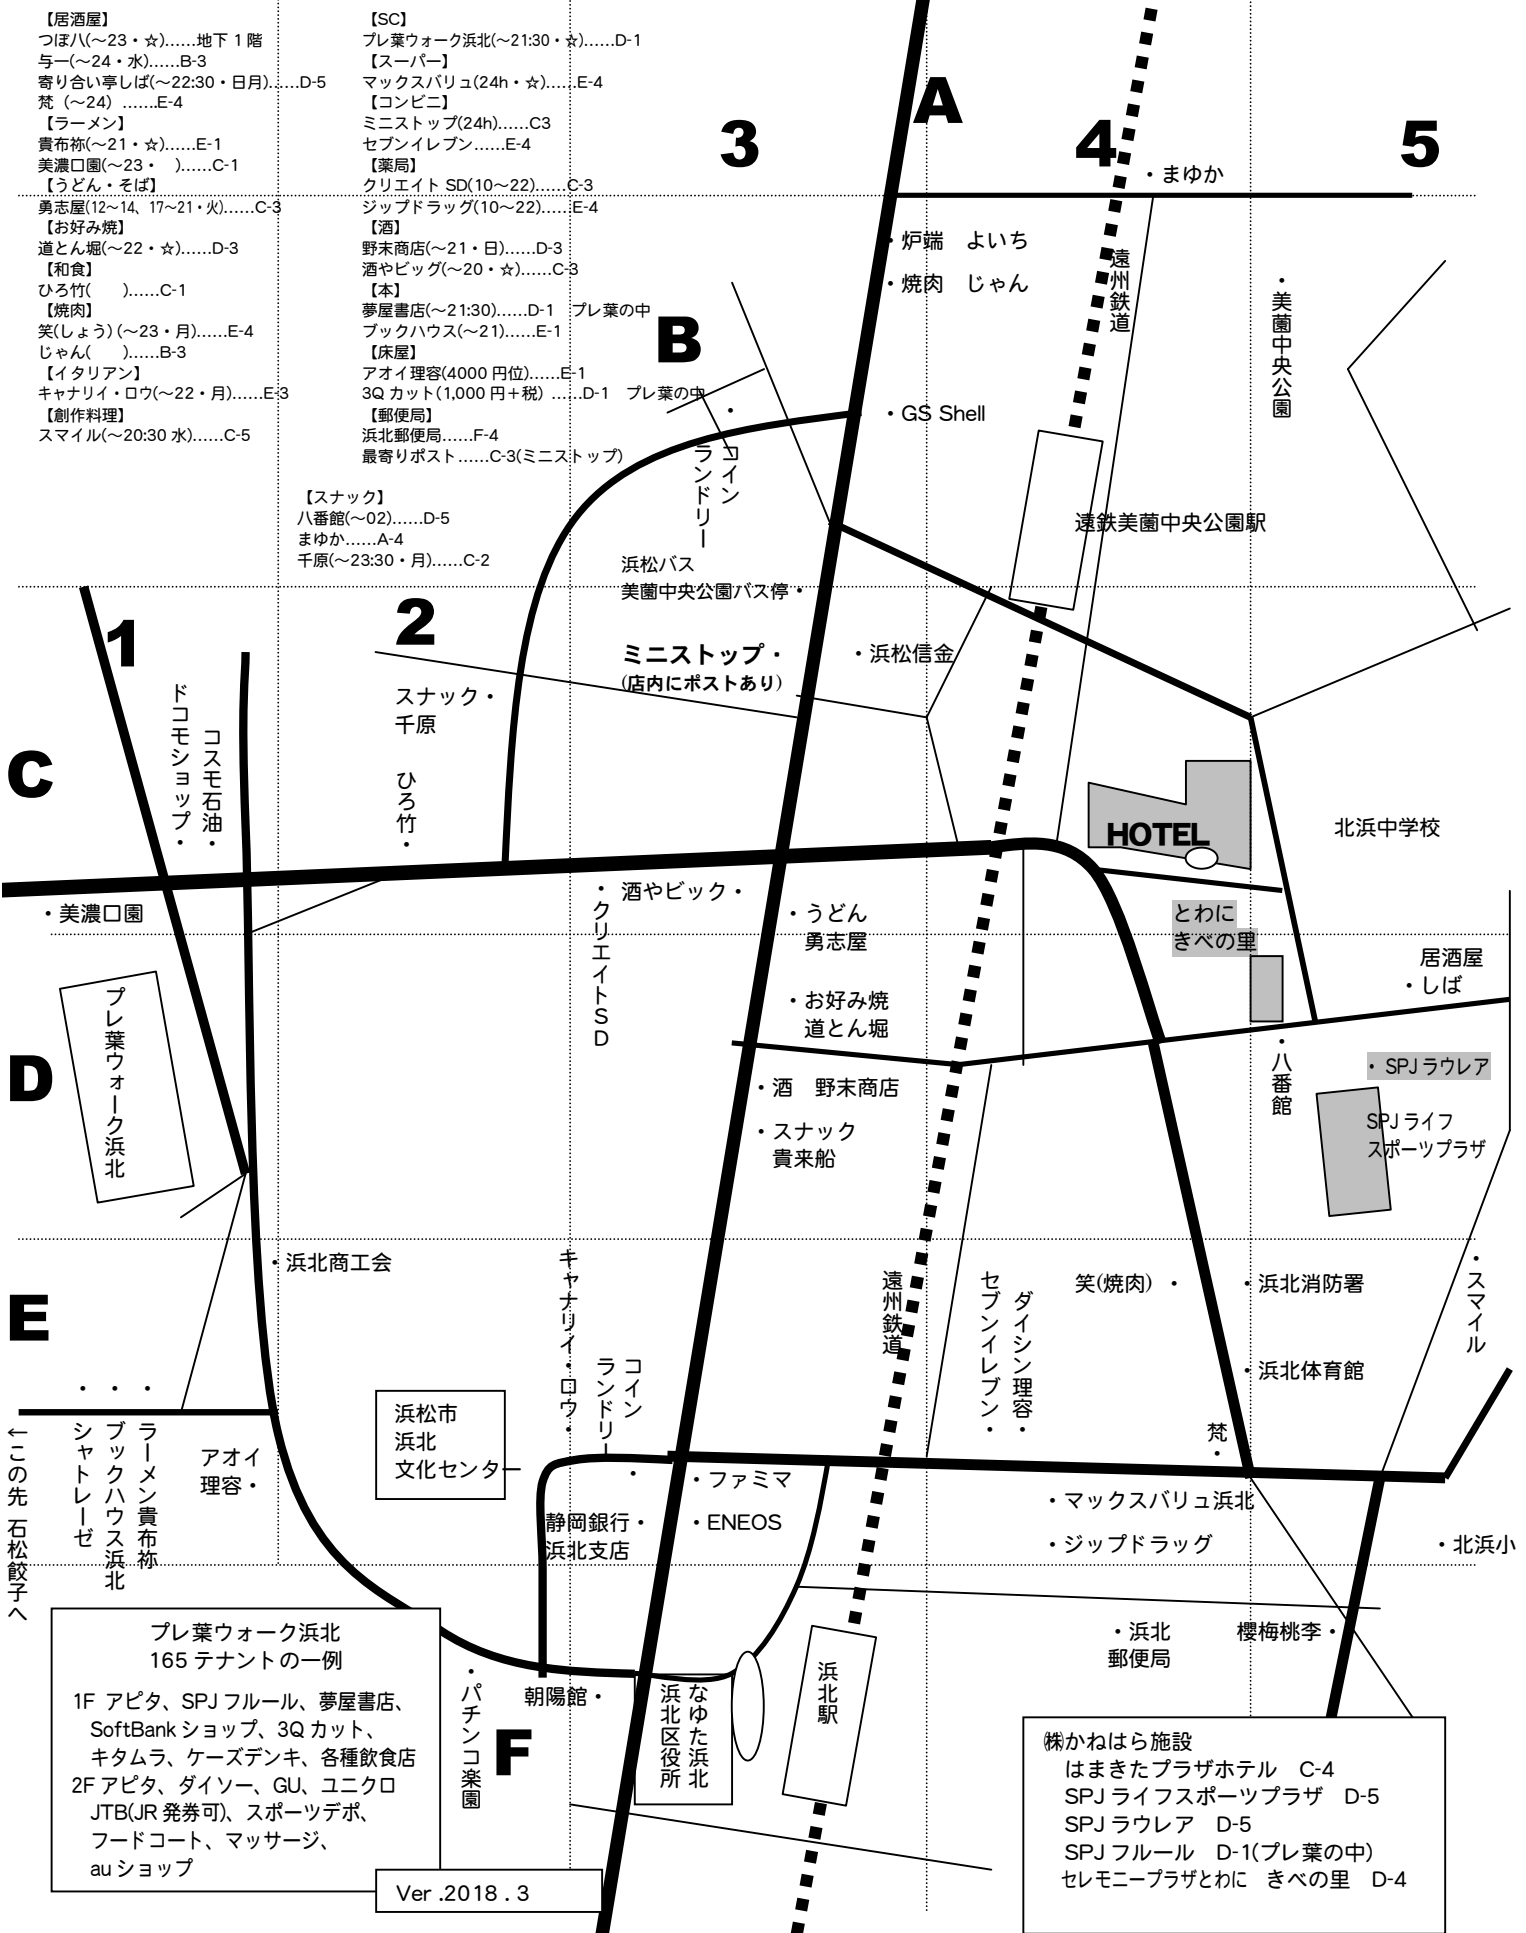 【居酒屋】
つぼ八(～23・☆)......地下 1 階
与一(～24・水)......B-3
寄り合い亭しば(～22:30・日月)......D-5
梵（～24）.......E-4
【ラーメン】
貴布祢(～21・☆)......E-1
美濃口園(～23・　)......C-1
【うどん・そば】
勇志屋(12～14、17～21・火)......C-3
【お好み焼】
道とん堀(～22・☆)......D-3
【和食】
ひろ竹(　　)......C-1
【焼肉】
笑(しょう)(～23・月)......E-4
じゃん(　　)......B-3
【イタリアン】
キャナリイ・ロウ(～22・月)......E-3
【創作料理】
スマイル(～20:30 水)......C-5
【SC】
プレ葉ウォーク浜北(～21:30・☆)......D-1
【スーパー】
マックスバリュ(24h・☆)......E-4
【コンビニ】
ミニストップ(24h)......C3
セブンイレブン......E-4
【薬局】
クリエイト SD(10～22)......C-3
ジップドラッグ(10～22)......E-4
【酒】
野末商店(～21・日)......D-3
酒やビッグ(～20・☆)......C-3
【本】
夢屋書店(～21:30)......D-1　プレ葉の中
ブックハウス(～21)......E-1
【床屋】
アオイ理容(4000 円位)......E-1
3Q カット(1,000 円＋税）......D-1　プレ葉の中
【郵便局】
浜北郵便局......F-4
最寄りポスト......C-3(ミニストップ)
【スナック】
八番館(～02)......D-5
まゆか......A-4
千原(～23:30・月)......C-2
A
3
4
5
・まゆか
・炉端　よいち
・焼肉　じゃん
遠州鉄道
・美薗中央公園
B
・GS Shell
・コイン
ランドリー
遠鉄美薗中央公園駅
浜松バス
美薗中央公園バス停・
1
2
ミニストップ・
(店内にポストあり)
・浜松信金
スナック・
千原
ドコモショップ・
コスモ石油・
ひろ竹・
C
HOTEL
北浜中学校
・美濃口園
・クリエイトＳＤ
酒やビック・
・うどん
勇志屋
とわに
きべの里
居酒屋
・しば
・お好み焼
道とん堀
プレ葉ウォーク浜北
D
・酒　野末商店
・スナック
貴来船
・八番館
・SPJ ラウレア
SPJ ライフ
スポーツプラザ
・浜北商工会
E
キャナリイ・ロウ・
コイン
ランドリー
・
遠州鉄道
セブンイレブン・
ダイシン理容・
笑(焼肉)　・
・浜北消防署
・スマイル
・浜北体育館
梵・
←この先 石松餃子へ
・シャトレーゼ
・ブックハウス浜北
・ラーメン貴布祢
アオイ
理容・
浜松市
浜北
文化センター
・ファミマ
・ENEOS
静岡銀行・
浜北支店
・マックスバリュ浜北
・ジップドラッグ
・北浜小
プレ葉ウォーク浜北
165 テナントの一例
1F アピタ、SPJ フルール、夢屋書店、
SoftBank ショップ、3Q カット、
キタムラ、ケーズデンキ、各種飲食店
2F アピタ、ダイソー、GU、ユニクロ
JTB(JR 発券可)、スポーツデポ、
フードコート、マッサージ、
au ショップ
・パチンコ楽園
朝陽館・
F
なゆた浜北
浜北区役所
浜北駅
・浜北
郵便局
櫻梅桃李・
Ver .2018 . 3
㈱かねはら施設
はまきたプラザホテル　C-4
SPJ ライフスポーツプラザ　D-5
SPJ ラウレア　D-5
SPJ フルール　D-1(プレ葉の中)
セレモニープラザとわに　きべの里　D-4